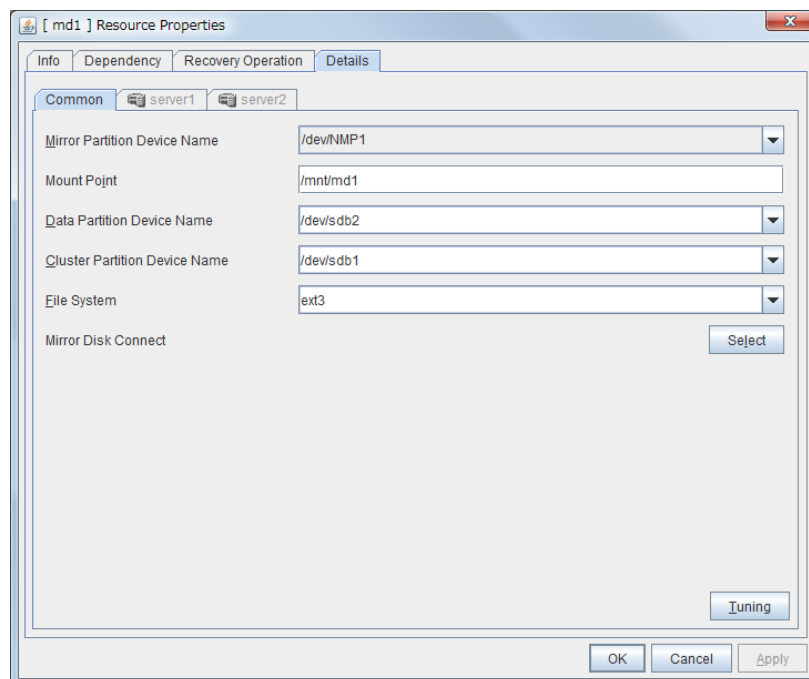 [ md1 ] Resource Properties
Info Dependency Recovery Operation Details
Common server1 server2
Mirror Partition Device Name /dev/NMP1
Mount Point /mnt/md1
Data Partition Device Name /dev/sdb2
Cluster Partition Device Name /dev/sdb1
File System ext3
Mirror Disk Connect Select
Tuning
OK Cancel Apply